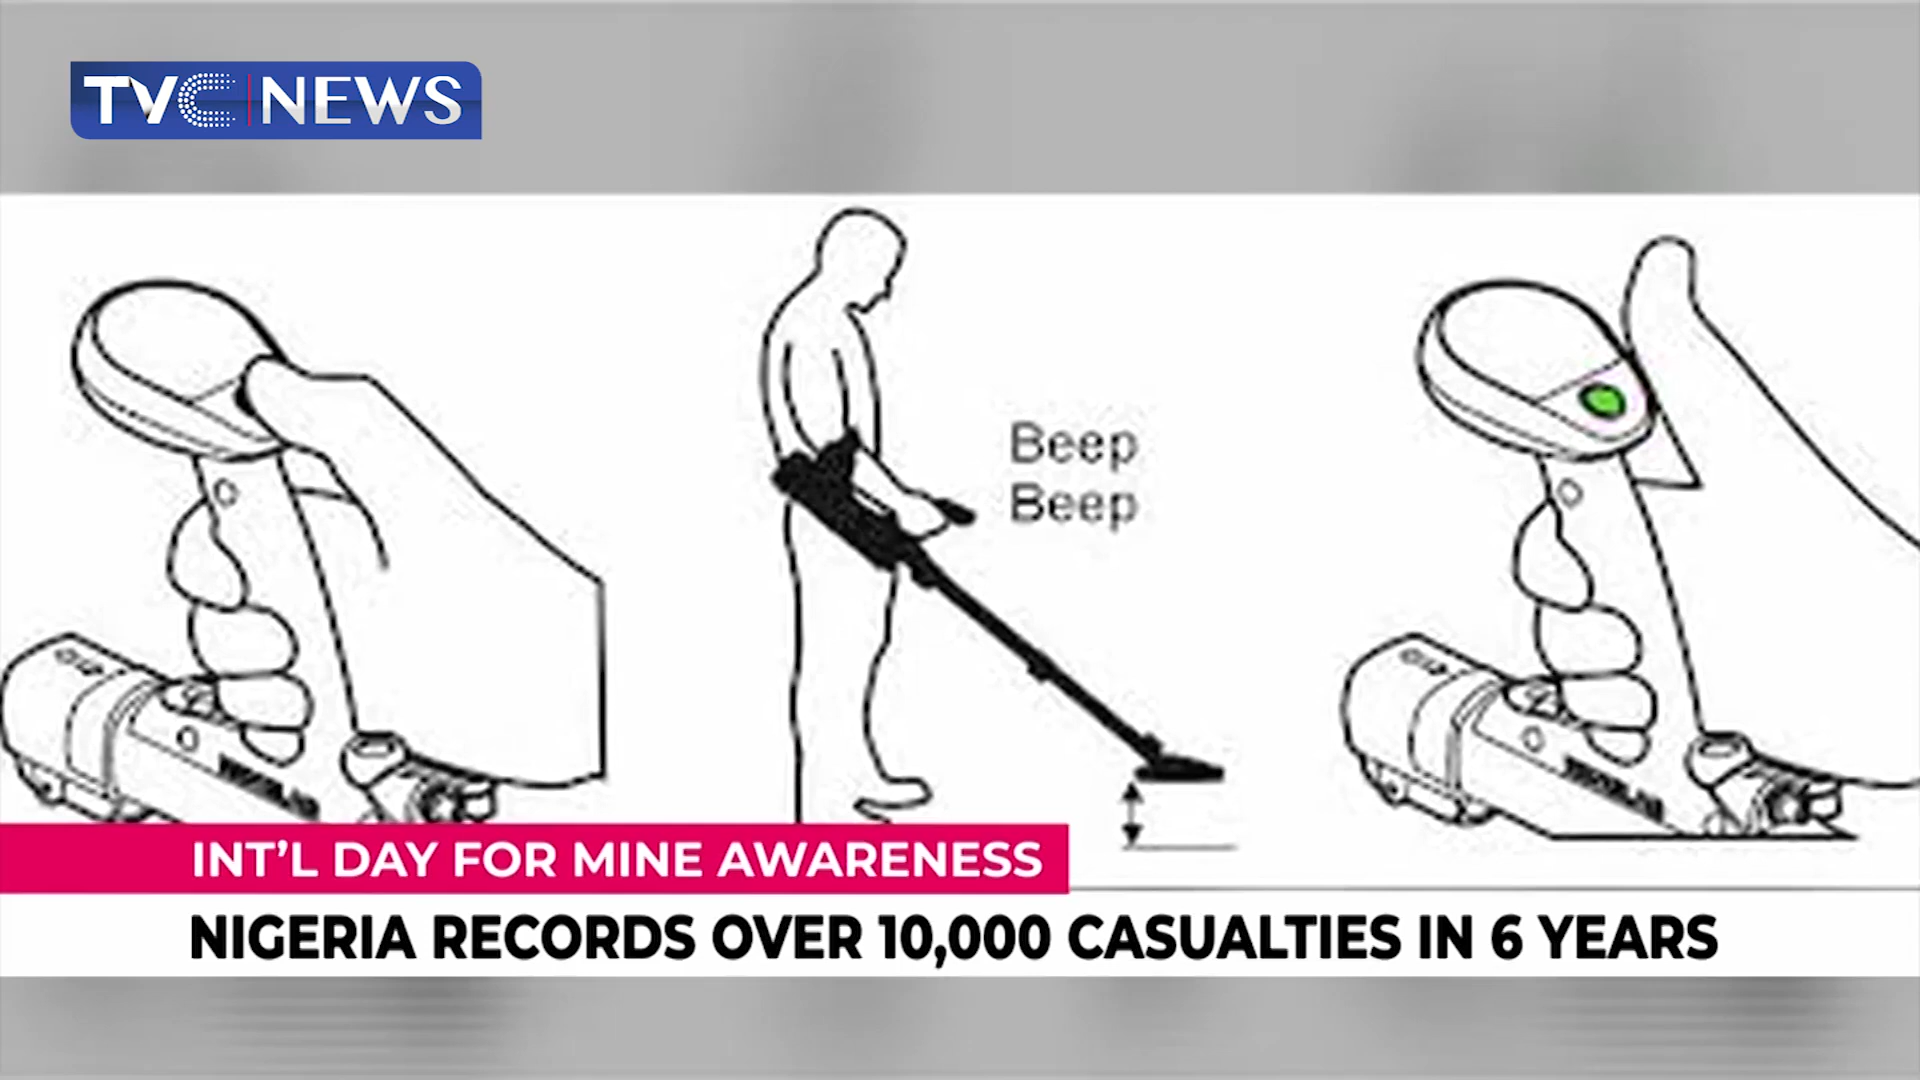 TVC NEWS
Beep
Beep
INT'L DAY FOR MINE AWARENESS
NIGERIA RECORDS OVER 10,000 CASUALTIES IN 6 YEARS